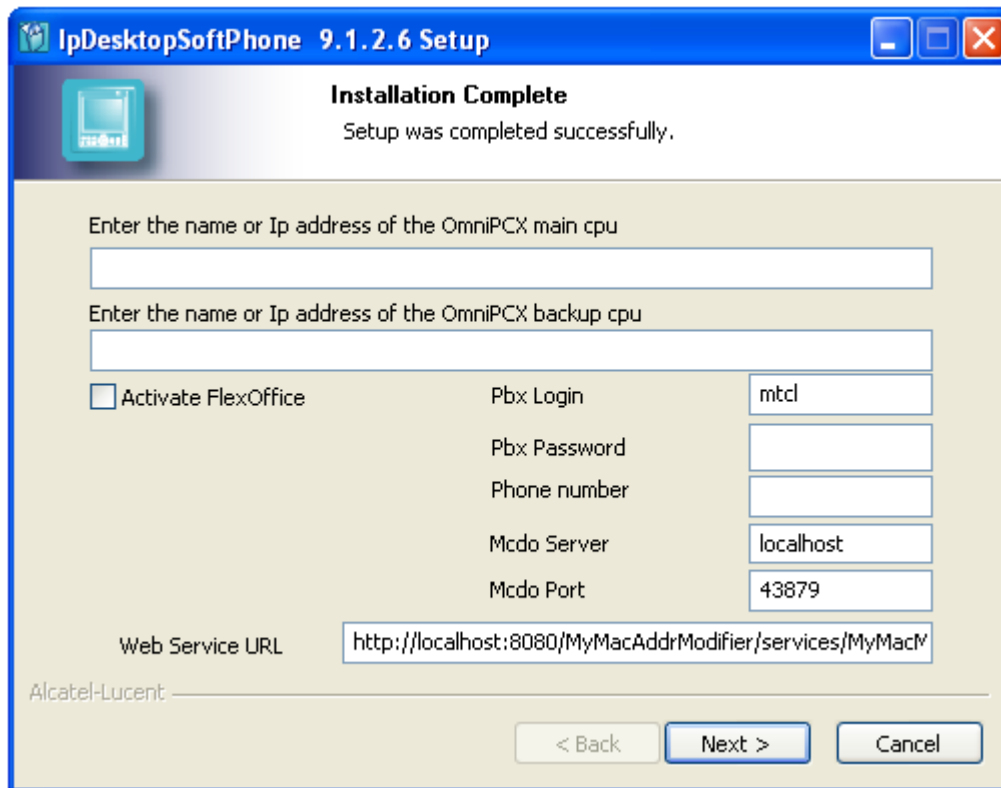 IpDesktopSoftPhone 9.1.2.6 Setup
Installation Complete
Setup was completed successfully.
Enter the name or Ip address of the OmniPCX main cpu
Enter the name or Ip address of the OmniPCX backup cpu
Activate FlexOffice
Pbx Login mtcl
Pbx Password
Phone number
Mcdo Server localhost
Mcdo Port 43879
Web Service URL http://localhost:8080/MyMacAddrModifier/services/MyMacM
Alcatel-Lucent
< Back Next > Cancel